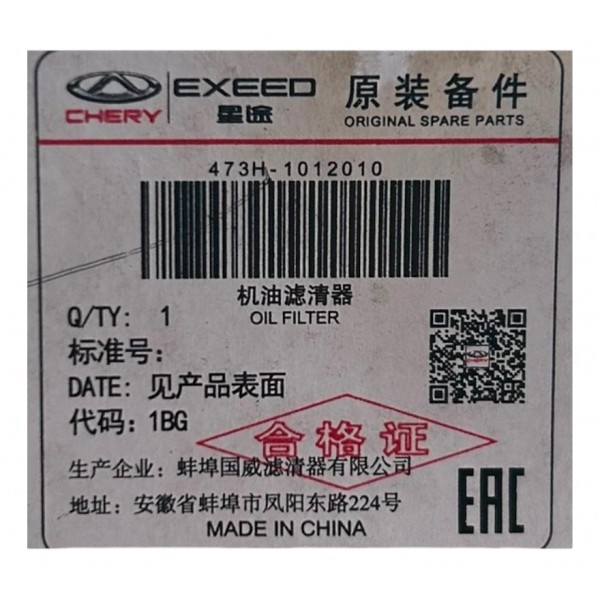 CHERY
EXEED
星途
原装备件
ORIGINAL SPARE PARTS
473H-1012010
机油滤清器
OIL FILTER
Q/TY: 1
标准号:
DATE: 见产品表面
代码: 1BG
合格证
生产企业: 蚌埠国威滤清器有限公司
地址: 安徽省蚌埠市凤阳东路224号
MADE IN CHINA
EAC